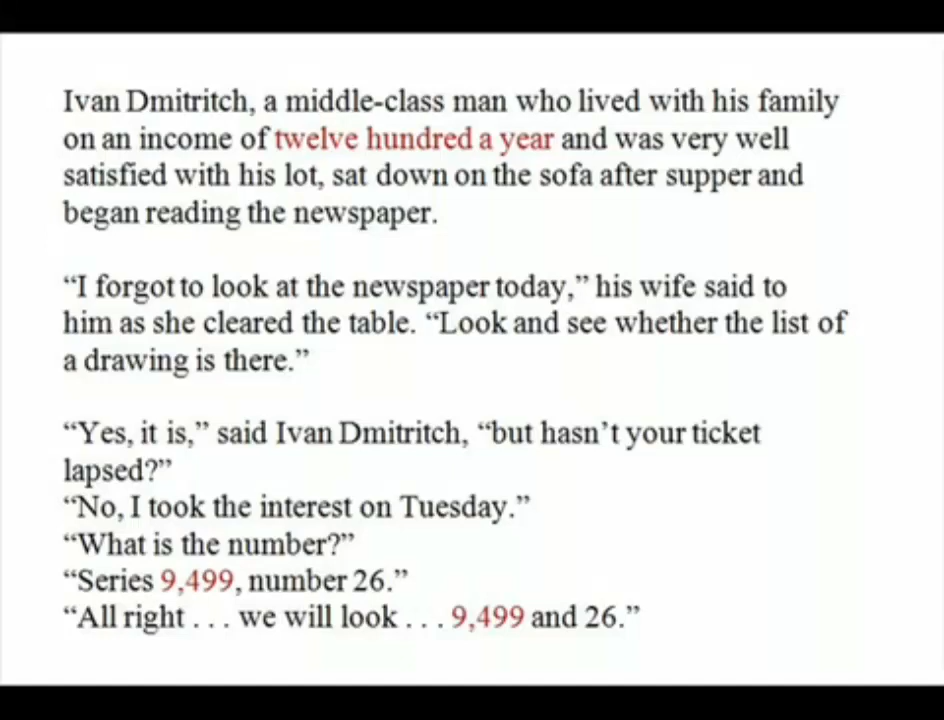 Ivan Dmitritch, a middle-class man who lived with his family
on an income of twelve hundred a year and was very well
satisfied with his lot, sat down on the sofa after supper and
began reading the newspaper.
“I forgot to look at the newspaper today,” his wife said to
him as she cleared the table. “Look and see whether the list of
a drawing is there.”
“Yes, it is,” said Ivan Dmitritch, “but hasn’t your ticket
lapsed?”
“No, I took the interest on Tuesday.”
“What is the number?”
“Series 9,499, number 26.”
“All right . . . we will look . . . 9,499 and 26.”